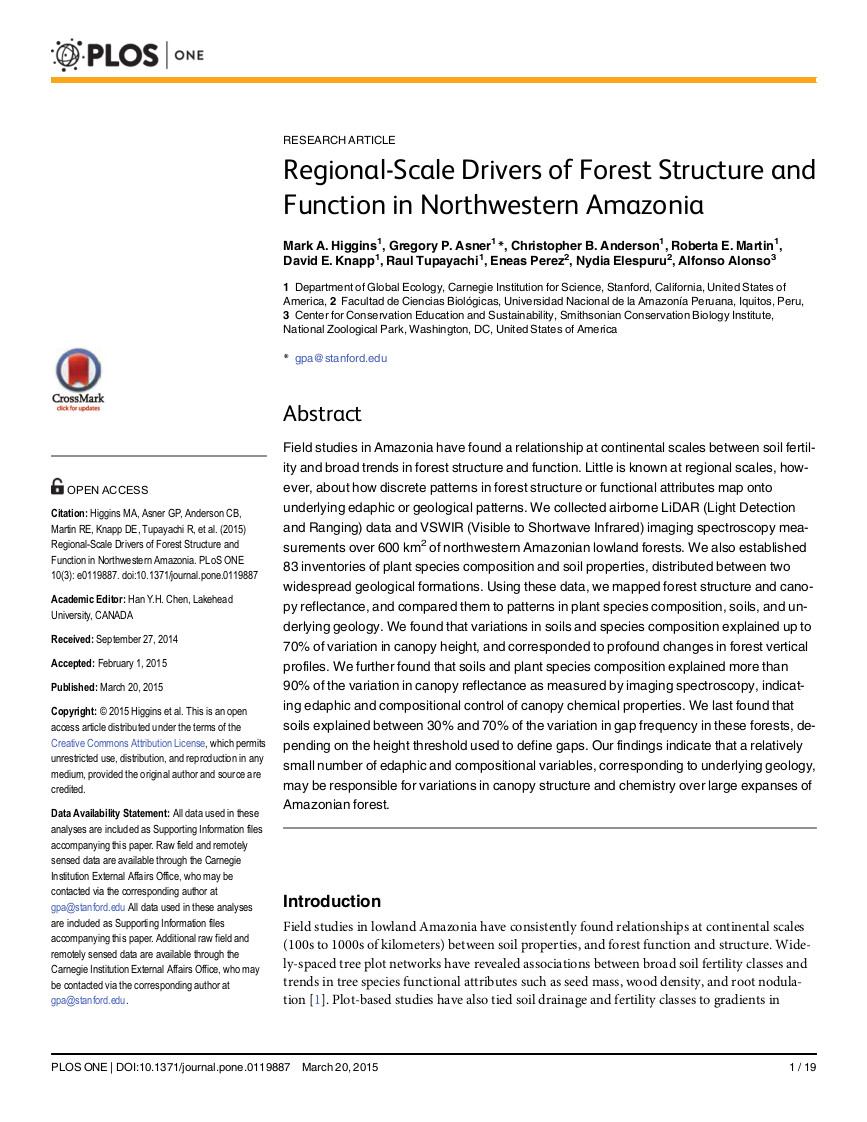 PLOS ONE
RESEARCH ARTICLE
Regional-Scale Drivers of Forest Structure and
Function in Northwestern Amazonia
Mark A. Higgins1, Gregory P. Asner1*, Christopher B. Anderson1, Roberta E. Martin1,
David E. Knapp1, Raul Tupayachi1, Eneas Perez2, Nydia Elespuru2, Alfonso Alonso3
1 Department of Global Ecology, Carnegie Institution for Science, Stanford, California, United States of
America, 2 Facultad de Ciencias Biológicas, Universidad Nacional de la Amazonía Peruana, Iquitos, Peru,
3 Center for Conservation Education and Sustainability, Smithsonian Conservation Biology Institute,
National Zoological Park, Washington, DC, United States of America
* gpa@stanford.edu
Abstract
Field studies in Amazonia have found a relationship at continental scales between soil fertil-
ity and broad trends in forest structure and function. Little is known at regional scales, how-
ever, about how discrete patterns in forest structure or functional attributes map onto
underlying edaphic or geological patterns. We collected airborne LiDAR (Light Detection
and Ranging) data and VSWIR (Visible to Shortwave Infrared) imaging spectroscopy mea-
surements over 600 km2 of northwestern Amazonian lowland forests. We also established
83 inventories of plant species composition and soil properties, distributed between two
widespread geological formations. Using these data, we mapped forest structure and cano-
py reflectance, and compared them to patterns in plant species composition, soils, and un-
derlying geology. We found that variations in soils and species composition explained up to
70% of variation in canopy height, and corresponded to profound changes in forest vertical
profiles. We further found that soils and plant species composition explained more than
90% of the variation in canopy reflectance as measured by imaging spectroscopy, indicat-
ing edaphic and compositional control of canopy chemical properties. We last found that
soils explained between 30% and 70% of the variation in gap frequency in these forests, de-
pending on the height threshold used to define gaps. Our findings indicate that a relatively
small number of edaphic and compositional variables, corresponding to underlying geology,
may be responsible for variations in canopy structure and chemistry over large expanses of
Amazonian forest.
CrossMark
click for updates
OPEN ACCESS
Citation: Higgins MA, Asner GP, Anderson CB,
Martin RE, Knapp DE, Tupayachi R, et al. (2015)
Regional-Scale Drivers of Forest Structure and
Function in Northwestern Amazonia. PLoS ONE
10(3): e0119887. doi:10.1371/journal.pone.0119887
Academic Editor: Han Y.H. Chen, Lakehead
University, CANADA
Received: September 27, 2014
Accepted: February 1, 2015
Published: March 20, 2015
Copyright: © 2015 Higgins et al. This is an open
access article distributed under the terms of the
Creative Commons Attribution License, which permits
unrestricted use, distribution, and reproduction in any
medium, provided the original author and source are
credited.
Data Availability Statement: All data used in these
analyses are included as Supporting Information files
accompanying this paper. Raw field and remotely
sensed data are available through the Carnegie
Institution External Affairs Office, who may be
contacted via the corresponding author at
gpa@stanford.edu All data used in these analyses
are included as Supporting Information files
accompanying this paper. Additional raw field and
remotely sensed data are available through the
Carnegie Institution External Affairs Office, who may
be contacted via the corresponding author at
gpa@stanford.edu.
Introduction
Field studies in lowland Amazonia have consistently found relationships at continental scales
(100s to 1000s of kilometers) between soil properties, and forest function and structure. Wide-
ly-spaced tree plot networks have revealed associations between broad soil fertility classes and
trends in tree species functional attributes such as seed mass, wood density, and root nodula-
tion [1]. Plot-based studies have also tied soil drainage and fertility classes to gradients in
PLOS ONE | DOI:10.1371/journal.pone.0119887 March 20, 2015
1 / 19